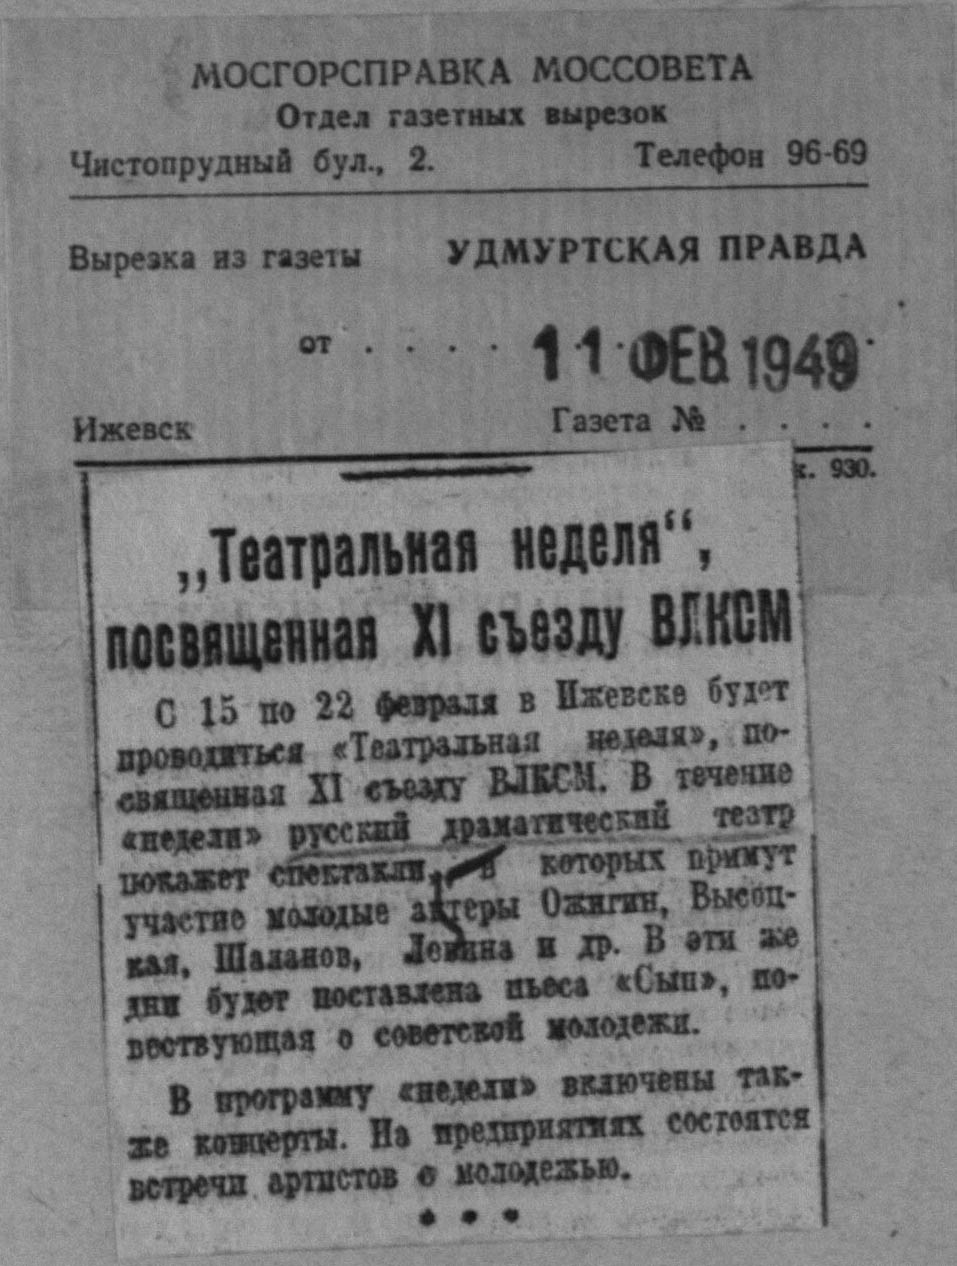 МОСГОРСПРАВКА МОССОВЕТА
Отдел газетных вырезок
Чистопрудный бул., 2. Телефон 96-69
Вырезка из газеты УДМУРТСКАЯ ПРАВДА
от . . . . 11 ФЕВ 1949
Ижевск Газета № . . . .
к. 930.
„Театральная неделя“,
посвященная XI съезду ВЛКСМ
С 15 по 22 февраля в Ижевске будет
проводиться «Театральная неделя», по-
священная XI съезду ВЛКСМ. В течение
«недели» русский драматический театр
покажет спектакли, в которых примут
участие молодые актеры Ожигин, Высоц-
кая, Шаланов, Левина и др. В эти же
дни будет поставлена пьеса «Сын», по-
вествующая о советской молодежи.
В программу «недели» включены так-
же концерты. На предприятиях состоятся
встречи артистов с молодежью.